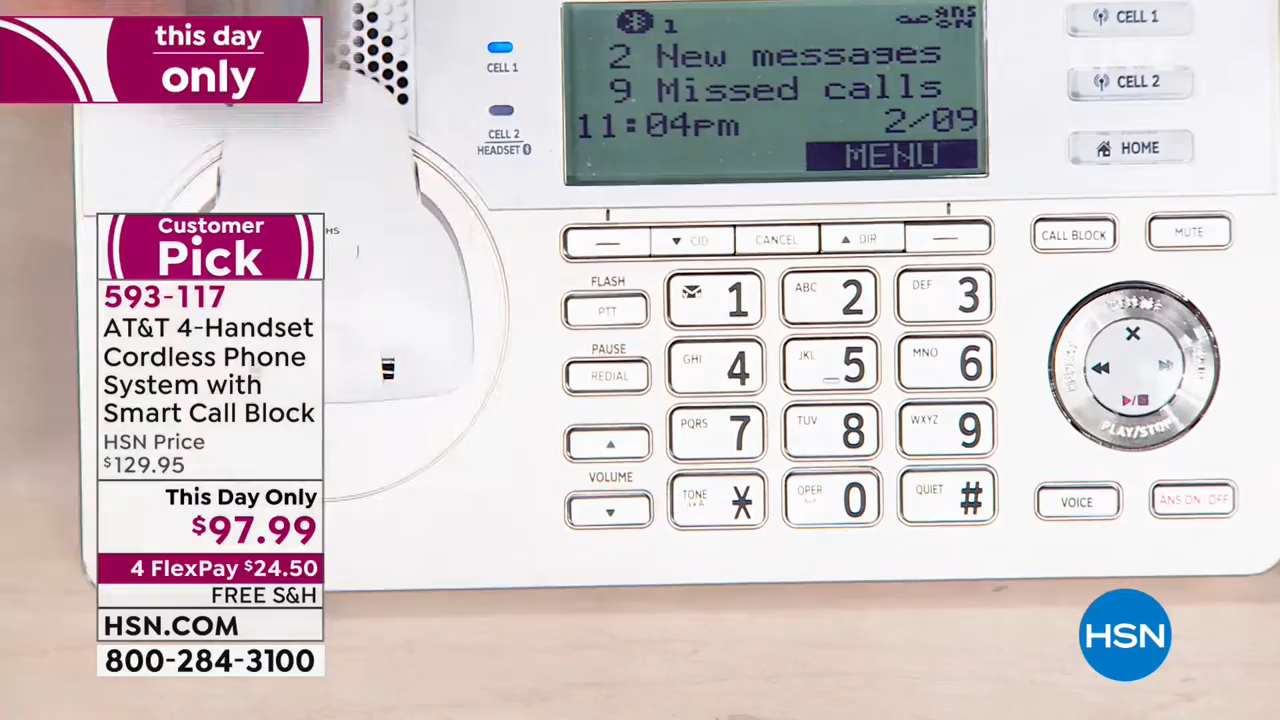 this day
only
Customer
Pick
593-117
AT&T 4-Handset
Cordless Phone
System with
Smart Call Block
HSN Price
$129.95
This Day Only
$97.99
4 FlexPay $24.50
FREE S&H
HSN.COM
800-284-3100
CELL 1
CELL 2
HEADSET
1 ANS ON
2 New messages
9 Missed calls
11:04pm 2/09
MENU
CELL 1
CELL 2
HOME
CID CANCEL DIR
CALL BLOCK MUTE
FLASH
PTT
1 ABC 2 DEF 3
PAUSE
REDIAL
GHI 4 JKL 5 MNO 6
PQRS 7 TUV 8 WXYZ 9
VOLUME
TONE * OPER 0 QUIET #
PLAY/STOP
VOICE ANS ON/OFF
HSN